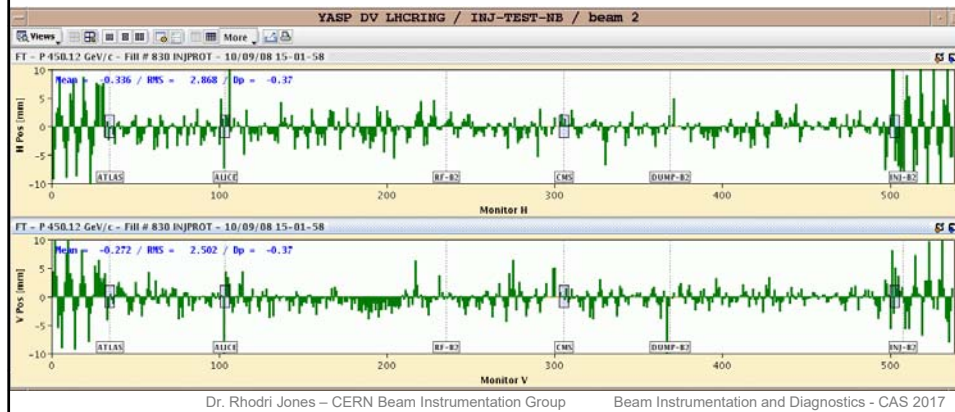 YASP DV LHCRING / INJ-TEST-NB / beam 2
Views More
FT - P 450.12 GeV/c - Fill # 830 INJPROT - 10/09/08 15-01-58
Mean = -0.336 / RMS = 2.868 / Dp = -0.37
H Pos [mm]
10
5
0
-5
-10
ATLAS ALICE RF-B2 CMS DUMP-B2 INJ-B2
0 100 200 300 400 500
Monitor H
FT - P 450.12 GeV/c - Fill # 830 INJPROT - 10/09/08 15-01-58
Mean = -0.272 / RMS = 2.502 / Dp = -0.37
V Pos [mm]
10
5
0
-5
-10
ATLAS ALICE RF-B2 CMS DUMP-B2 INJ-B2
0 100 200 300 400 500
Monitor V
Dr. Rhodri Jones – CERN Beam Instrumentation Group Beam Instrumentation and Diagnostics - CAS 2017